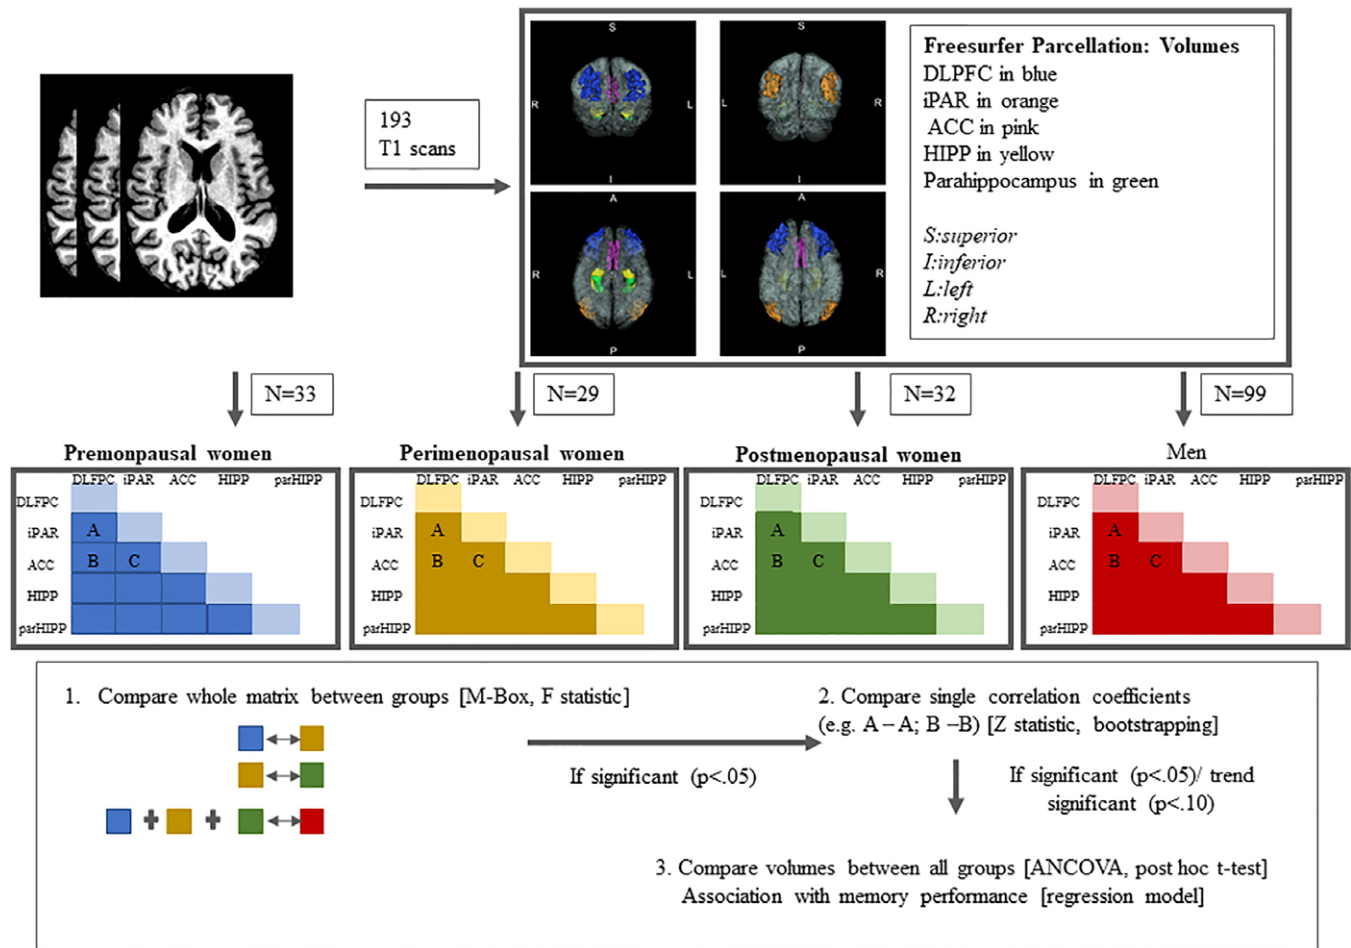 193
T1 scans
S
R
L
I
S
L
R
I
A
R
L
P
A
L
R
P
Freesurfer Parcellation: Volumes
DLPFC in blue
iPAR in orange
ACC in pink
HIPP in yellow
Parahippocampus in green
S:superior
I:inferior
L:left
R:right
N=33
N=29
N=32
N=99
Premonpausal women
DLFPC iPAR ACC HIPP parHIPP
DLFPC
iPAR A
ACC B C
HIPP
parHIPP
Perimenopausal women
DLFPC iPAR ACC HIPP parHIPP
DLFPC
iPAR A
ACC B C
HIPP
parHIPP
Postmenopausal women
DLFPC iPAR ACC HIPP parHIPP
DLFPC
iPAR A
ACC B C
HIPP
parHIPP
Men
DLFPC iPAR ACC HIPP parHIPP
DLFPC
iPAR A
ACC B C
HIPP
parHIPP
1. Compare whole matrix between groups [M-Box, F statistic]
If significant (p<.05)
2. Compare single correlation coefficients
(e.g. A – A; B –B) [Z statistic, bootstrapping]
If significant (p<.05)/ trend
significant (p<.10)
3. Compare volumes between all groups [ANCOVA, post hoc t-test]
Association with memory performance [regression model]